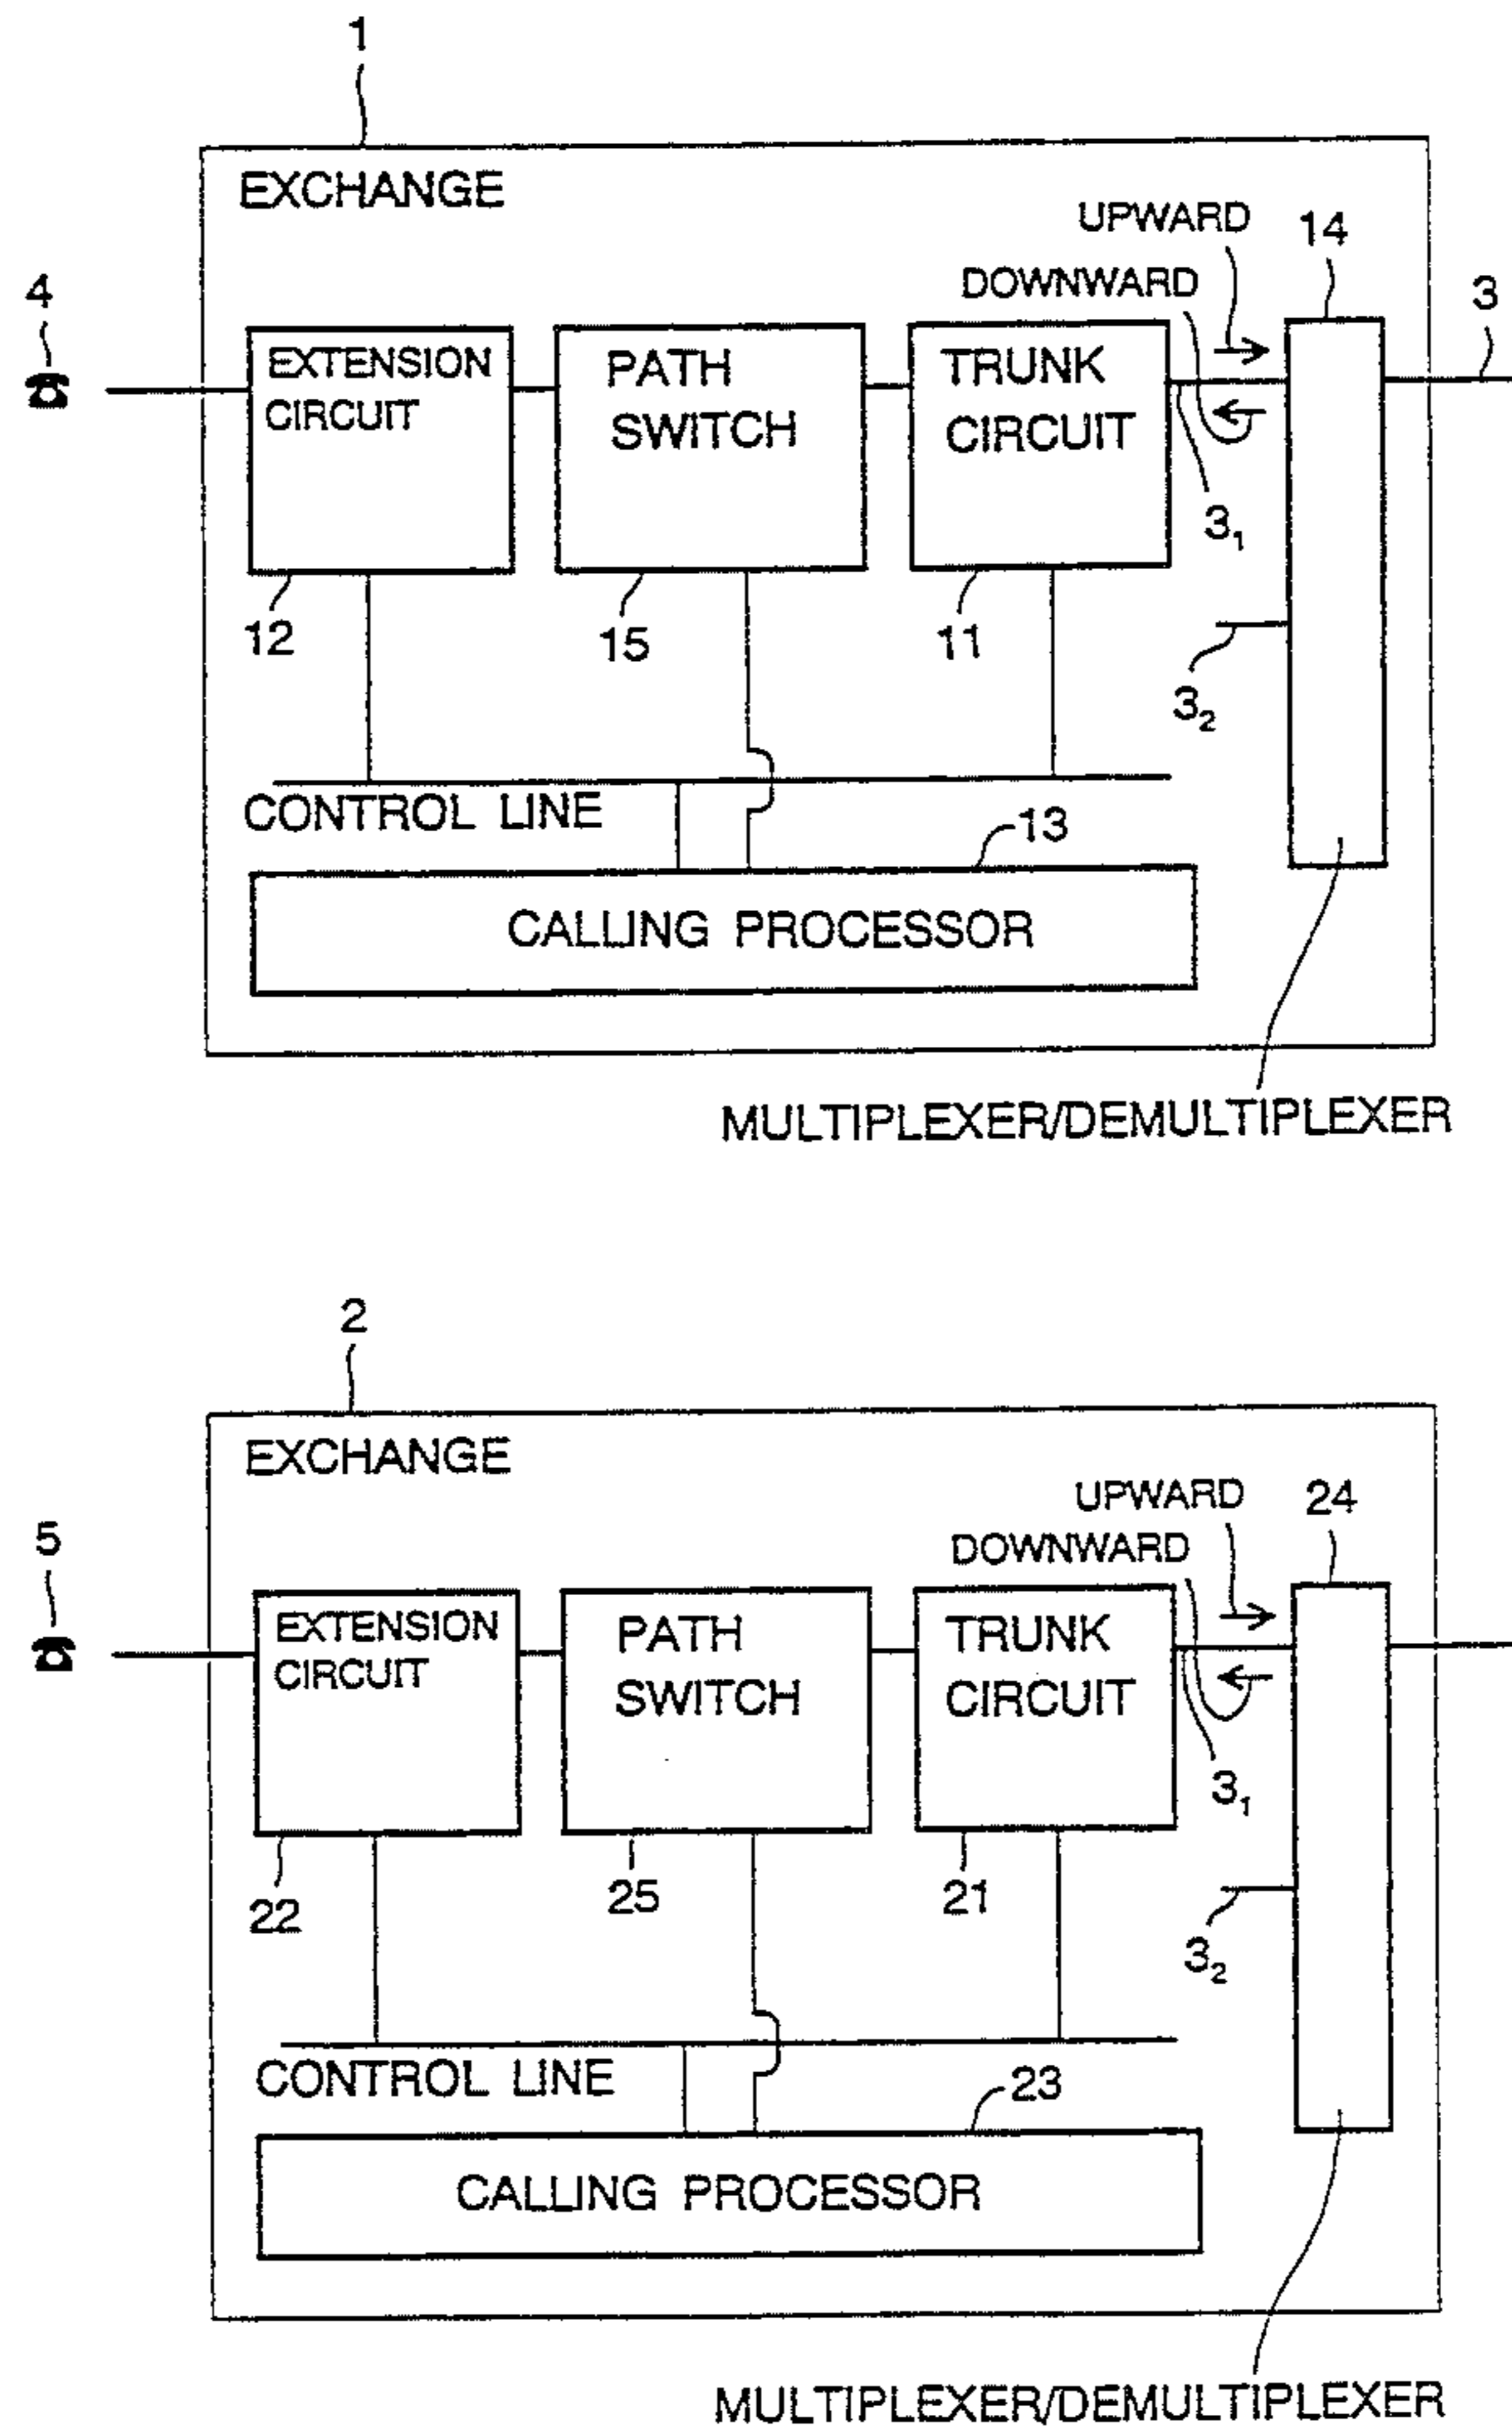 1
EXCHANGE
UPWARD
14
DOWNWARD
4
3
EXTENSION
CIRCUIT
PATH
SWITCH
TRUNK
CIRCUIT
3₁
12
15
11
3₂
CONTROL LINE
13
CALLING PROCESSOR
MULTIPLEXER/DEMULTIPLEXER
2
EXCHANGE
UPWARD
24
DOWNWARD
5
EXTENSION
CIRCUIT
PATH
SWITCH
TRUNK
CIRCUIT
3₁
22
25
21
3₂
CONTROL LINE
23
CALLING PROCESSOR
MULTIPLEXER/DEMULTIPLEXER